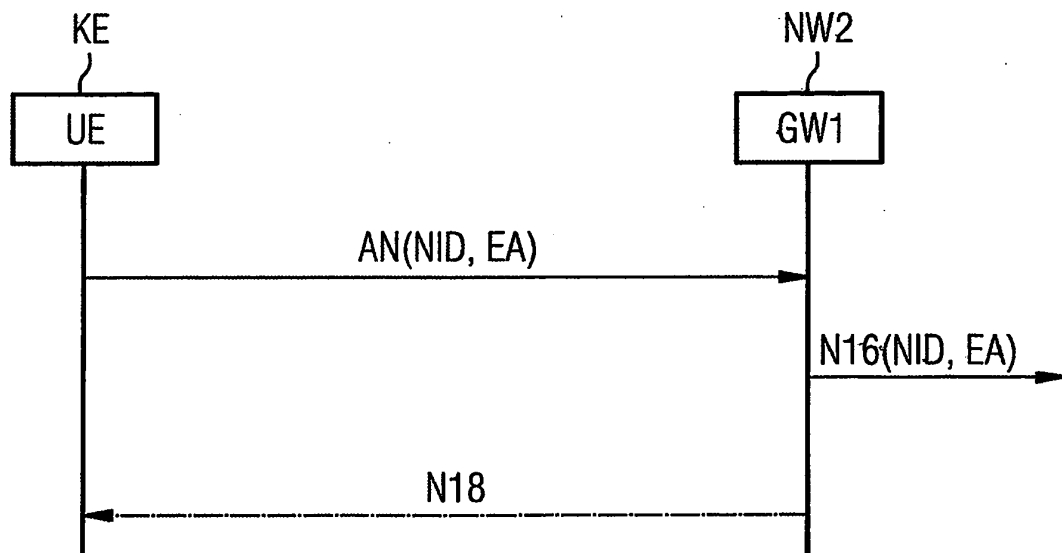 KE
NW2
UE
GW1
AN(NID, EA)
N16(NID, EA)
N18